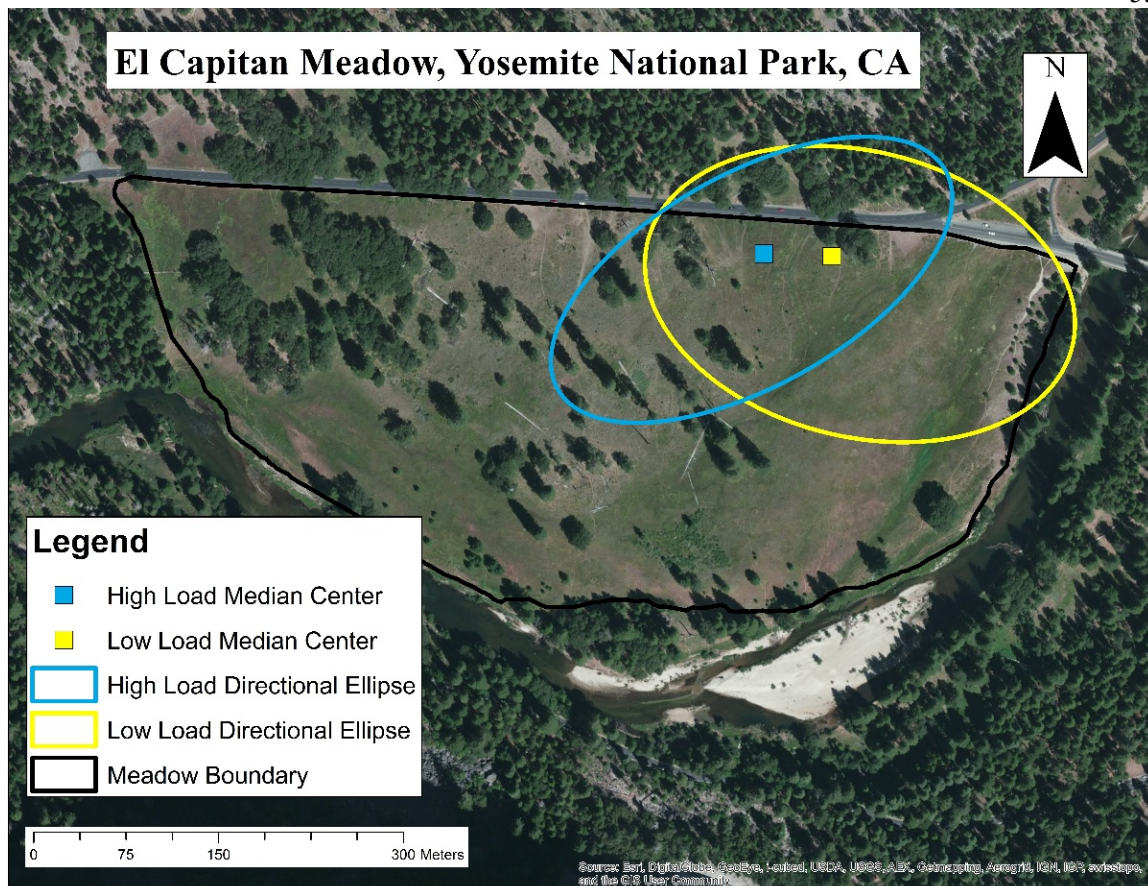 El Capitan Meadow, Yosemite National Park, CA
N
Legend
High Load Median Center
Low Load Median Center
High Load Directional Ellipse
Low Load Directional Ellipse
Meadow Boundary
0 75 150 300 Meters
Source: Esri, DigitalGlobe, GeoEye, i-cubed, USDA, USGS, AEX, Getmapping, Aerogrid, IGN, IGP, swisstopo,
and the GIS User Community